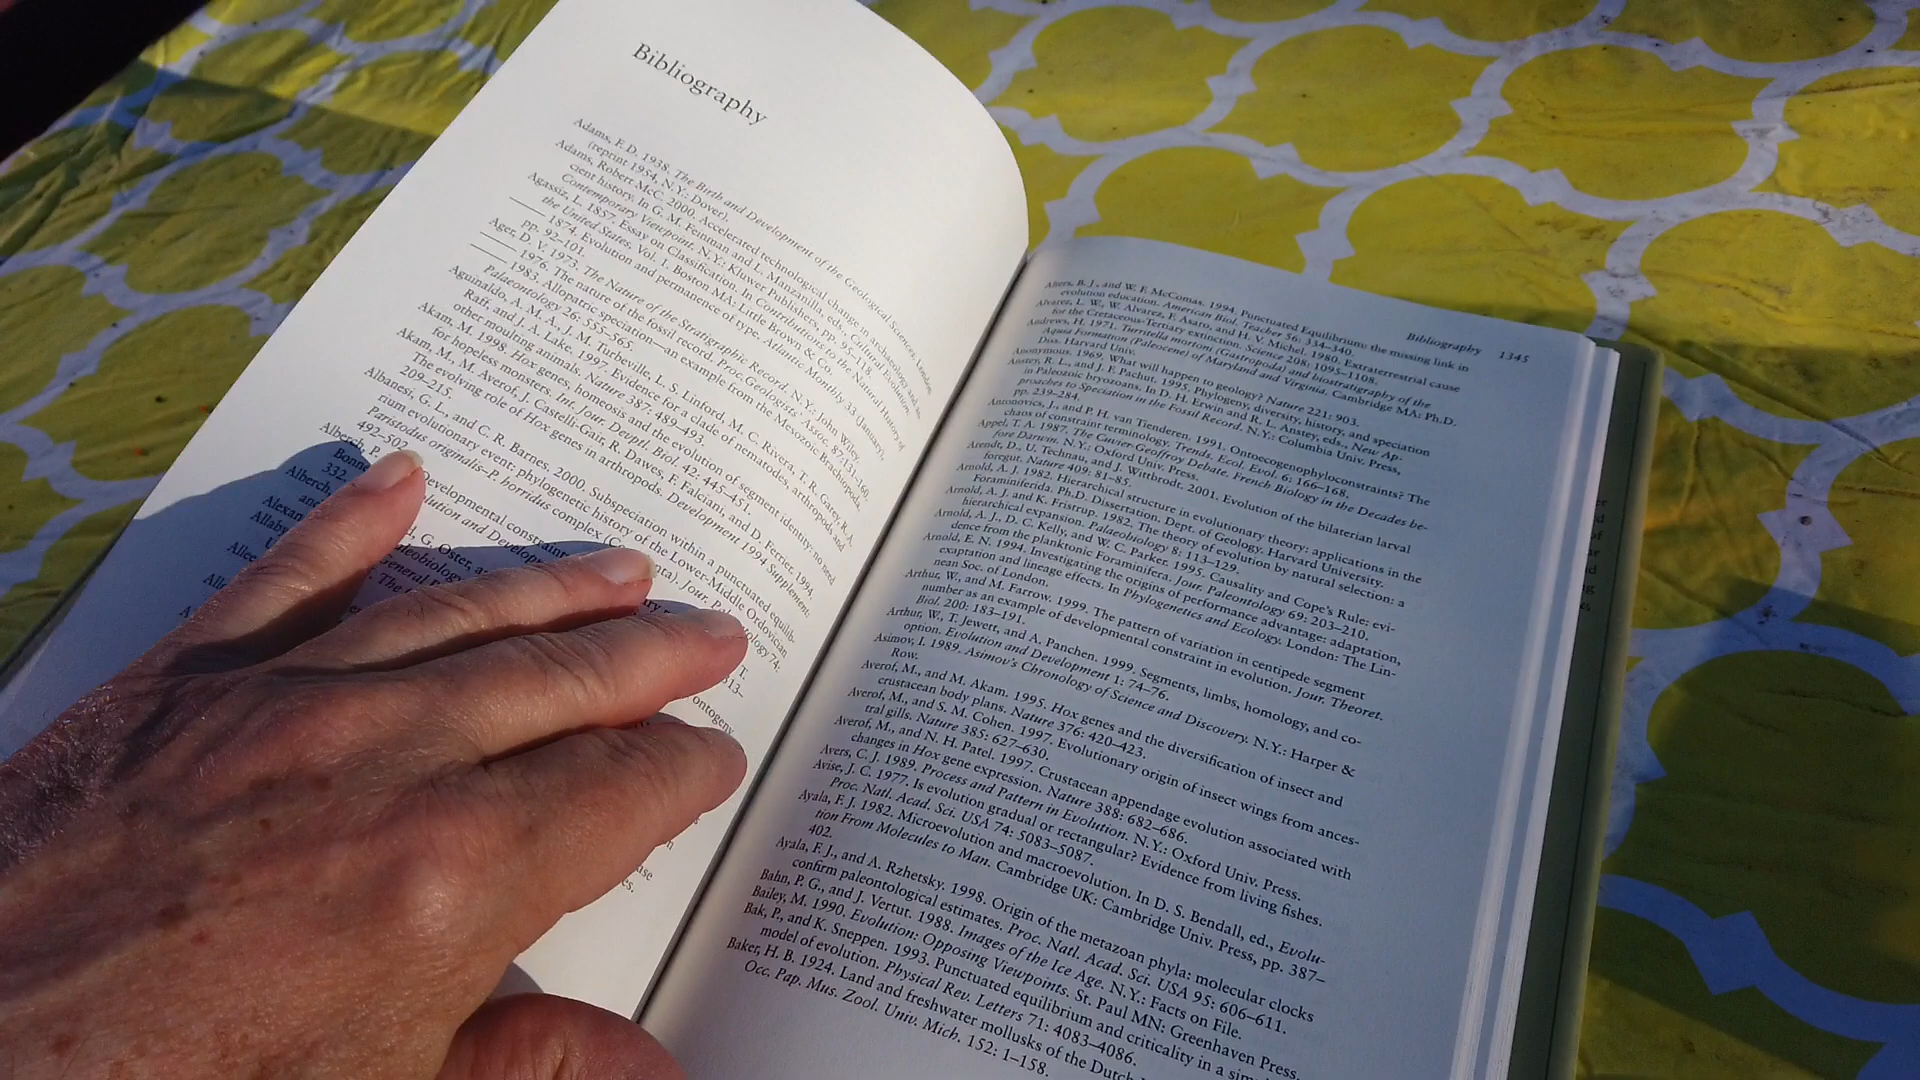 Bibliography
Adams, F. D. 1938. The Birth and Development of the Geological Sciences. London
(reprint 1954, N.Y.: Dover).
Adams, Robert McC. 2000. Accelerated technological change in archaeology and an-
cient history. In G. M. Feinman and L. Manzanilla, eds., Cultural Evolution:
Contemporary Viewpoint. N.Y.: Kluwer Publishers, pp. 95–118.
Agassiz, L. 1857. Essay on Classification. In Contributions to the Natural History of
the United States. Vol. 1. Boston MA: Little Brown & Co.
——— 1874. Evolution and permanence of type. Atlantic Monthly 33 (January),
pp. 92–101.
Ager, D. V. 1973. The Nature of the Stratigraphic Record. N.Y.: John Wiley.
——— 1976. The nature of the fossil record. Proc. Geologists' Assoc. 87:131–160.
——— 1983. Allopatric speciation—an example from the Mesozoic Brachiopoda.
Palaeontology 26: 555–565.
Aguinaldo, A. M. A., J. M. Turbeville, L. S. Linford, M. C. Rivera, T. R. Garey, R. A.
Raff, and J. A. Lake. 1997. Evidence for a clade of nematodes, arthropods and
other moulting animals. Nature 387: 489–493.
Akam, M. 1998. Hox genes, homeosis and the evolution of segment identity: no need
for hopeless monsters. Int. Jour. Devptl. Biol. 42: 445–451.
Akam, M., M. Averof, J. Castelli-Gair, R. Dawes, F. Falciani, and D. Ferrier. 1994.
The evolving role of Hox genes in arthropods. Development 1994 Supplement:
209–215.
Albanesi, G. L., and C. R. Barnes. 2000. Subspeciation within a punctuated equilib-
rium evolutionary event: phylogenetic history of the Lower-Middle Ordovician
Paristodus originalis–P. horridus complex
492–502.
Alberch, P.
Developmental constraints
Bonne
332.
Alberch,
G. Oster, a
and
Alexan
Allaby
Allee
ontogeny
Bibliography 1345
Alters, B. J., and W. F. McComas. 1994. Punctuated Equilibrium: the missing link in
evolution education. American Biol. Teacher 56: 334–340.
Alvarez, L. W., W. Alvarez, F. Asaro, and H. V. Michel. 1980. Extraterrestrial cause
for the Cretaceous-Tertiary extinction. Science 208: 1095–1108.
Andrews, H. 1971. Turritella mortoni (Gastropoda) and biostratigraphy of the
Aquia Formation (Paleocene) of Maryland and Virginia. Cambridge MA: Ph.D.
Diss. Harvard Univ.
Anonymous. 1969. What will happen to geology? Nature 221: 903.
Anstey, R. L., and J. F. Pachut. 1995. Phylogeny, diversity, history, and speciation
in Paleozoic bryozoans. In D. H. Erwin and R. L. Anstey, eds., New Ap-
proaches to Speciation in the Fossil Record. N.Y.: Columbia Univ. Press,
pp. 239–284.
Antonovics, J., and P. H. van Tienderen. 1991. Ontoecogenophyloconstraints? The
chaos of constraint terminology. Trends. Ecol. Evol. 6: 166–168.
Appel, T. A. 1987. The Cuvier Geoffroy Debate. French Biology in the Decades be-
fore Darwin. N.Y.: Oxford Univ. Press.
Arendt, D., U. Technau, and J. Wittbrodt. 2001. Evolution of the bilaterian larval
foregut. Nature 409: 81–85.
Arnold, A. J. 1982. Hierarchical structure in evolutionary theory: applications in the
Foraminiferida. Ph.D. Dissertation. Dept. of Geology. Harvard University.
Arnold, A. J. and K. Fristrup. 1982. The theory of evolution by natural selection: a
hierarchical expansion. Paleobiology 8: 113–129.
Arnold, A. J., D. C. Kelly, and W. C. Parker. 1995. Causality and Cope's Rule: evi-
dence from the planktonic Foraminifera. Jour. Paleontology 69: 203–210.
Arnold, E. N. 1994. Investigating the origins of performance advantage: adaptation,
exaptation and lineage effects. In Phylogenetics and Ecology. London: The Lin-
nean Soc. of London.
Arthur, W., and M. Farrow. 1999. The pattern of variation in centipede segment
number as an example of developmental constraint in evolution. Jour. Theoret.
Biol. 200: 183–191.
Arthur, W., T. Jewett, and A. Panchen. 1999. Segments, limbs, homology, and co-
option. Evolution and Development 1: 74–76.
Asimov, I. 1989. Asimov's Chronology of Science and Discovery. N.Y.: Harper &
Row.
Averof, M., and M. Akam. 1995. Hox genes and the diversification of insect and
crustacean body plans. Nature 376: 420–423.
Averof, M., and S. M. Cohen. 1997. Evolutionary origin of insect wings from ances-
tral gills. Nature 385: 627–630.
Averof, M., and N. H. Patel. 1997. Crustacean appendage evolution associated with
changes in Hox gene expression. Nature 388: 682–686.
Avers, C. J. 1989. Process and Pattern in Evolution. N.Y.: Oxford Univ. Press.
Avise, J. C. 1977. Is evolution gradual or rectangular? Evidence from living fishes.
Proc. Natl. Acad. Sci. USA 74: 5083–5087.
Ayala, F. J. 1982. Microevolution and macroevolution. In D. S. Bendall, ed., Evolu-
tion From Molecules to Man. Cambridge UK: Cambridge Univ. Press, pp. 387–
402.
Ayala, F. J., and A. Rzhetsky. 1998. Origin of the metazoan phyla: molecular clocks
confirm paleontological estimates. Proc. Natl. Acad. Sci. USA 95: 606–611.
Bahn, P. G., and J. Vertut. 1988. Images of the Ice Age. N.Y.: Facts on File.
Bailey, M. 1990. Evolution: Opposing Viewpoints. St. Paul MN: Greenhaven Press.
Bak, P., and K. Sneppen. 1993. Punctuated equilibrium and criticality in a sim
model of evolution. Physical Rev. Letters 71: 4083–4086.
Baker, H. B. 1924. Land and freshwater mollusks of the Dutch
Occ. Pap. Mus. Zool. Univ. Mich. 152: 1–158.